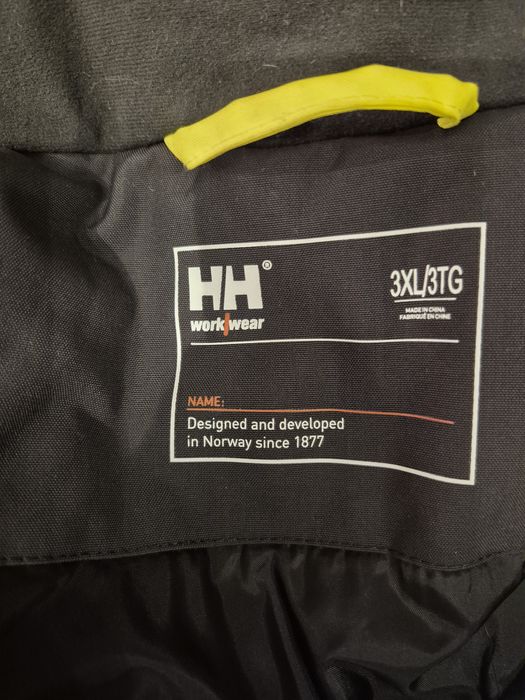 HH®
workwear
3XL/3TG
MADE IN CHINA
FABRIQUÉ EN CHINE
NAME:
Designed and developed
in Norway since 1877